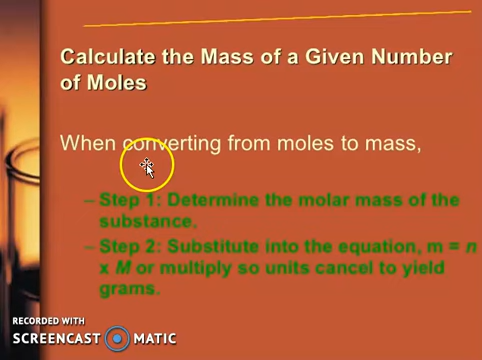 Calculate the Mass of a Given Number
of Moles
When converting from moles to mass,
– Step 1: Determine the molar mass of the
substance.
– Step 2: Substitute into the equation, m = n
x M or multiply so units cancel to yield
grams.
RECORDED WITH
SCREENCAST MATIC